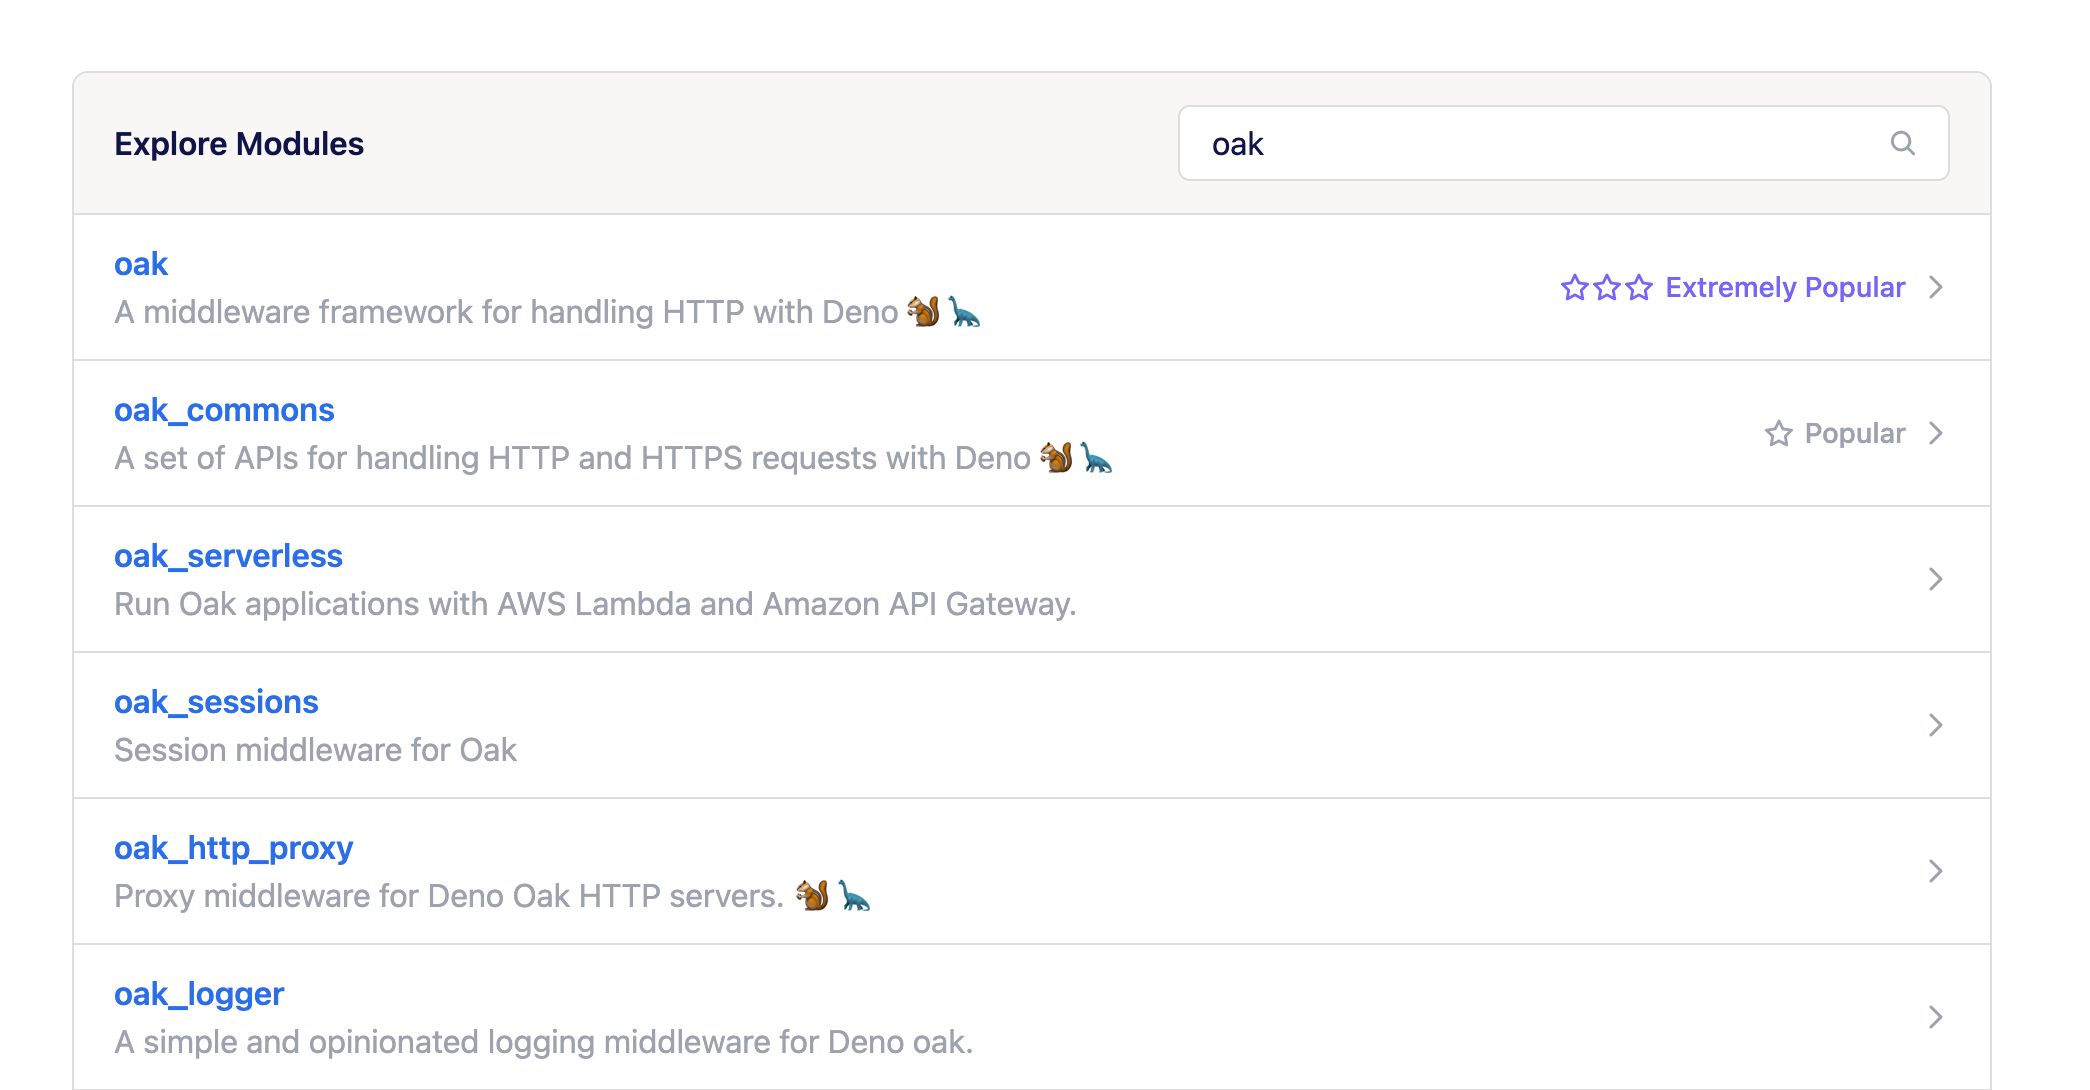 Explore Modules
oak
oak
A middleware framework for handling HTTP with Deno 🐿️🦕
Extremely Popular
oak_commons
A set of APIs for handling HTTP and HTTPS requests with Deno 🐿️🦕
Popular
oak_serverless
Run Oak applications with AWS Lambda and Amazon API Gateway.
oak_sessions
Session middleware for Oak
oak_http_proxy
Proxy middleware for Deno Oak HTTP servers. 🐿️🦕
oak_logger
A simple and opinionated logging middleware for Deno oak.